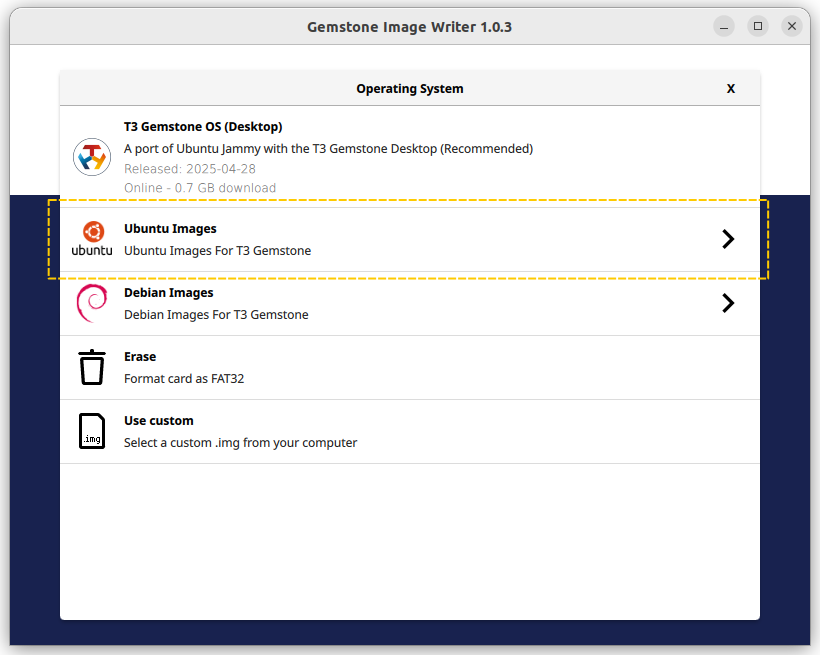 Gemstone Image Writer 1.0.3
Operating System
X
T3 Gemstone OS (Desktop)
A port of Ubuntu Jammy with the T3 Gemstone Desktop (Recommended)
Released: 2025-04-28
Online - 0.7 GB download
ubuntu
Ubuntu Images
Ubuntu Images For T3 Gemstone
Debian Images
Debian Images For T3 Gemstone
Erase
Format card as FAT32
.img
Use custom
Select a custom .img from your computer